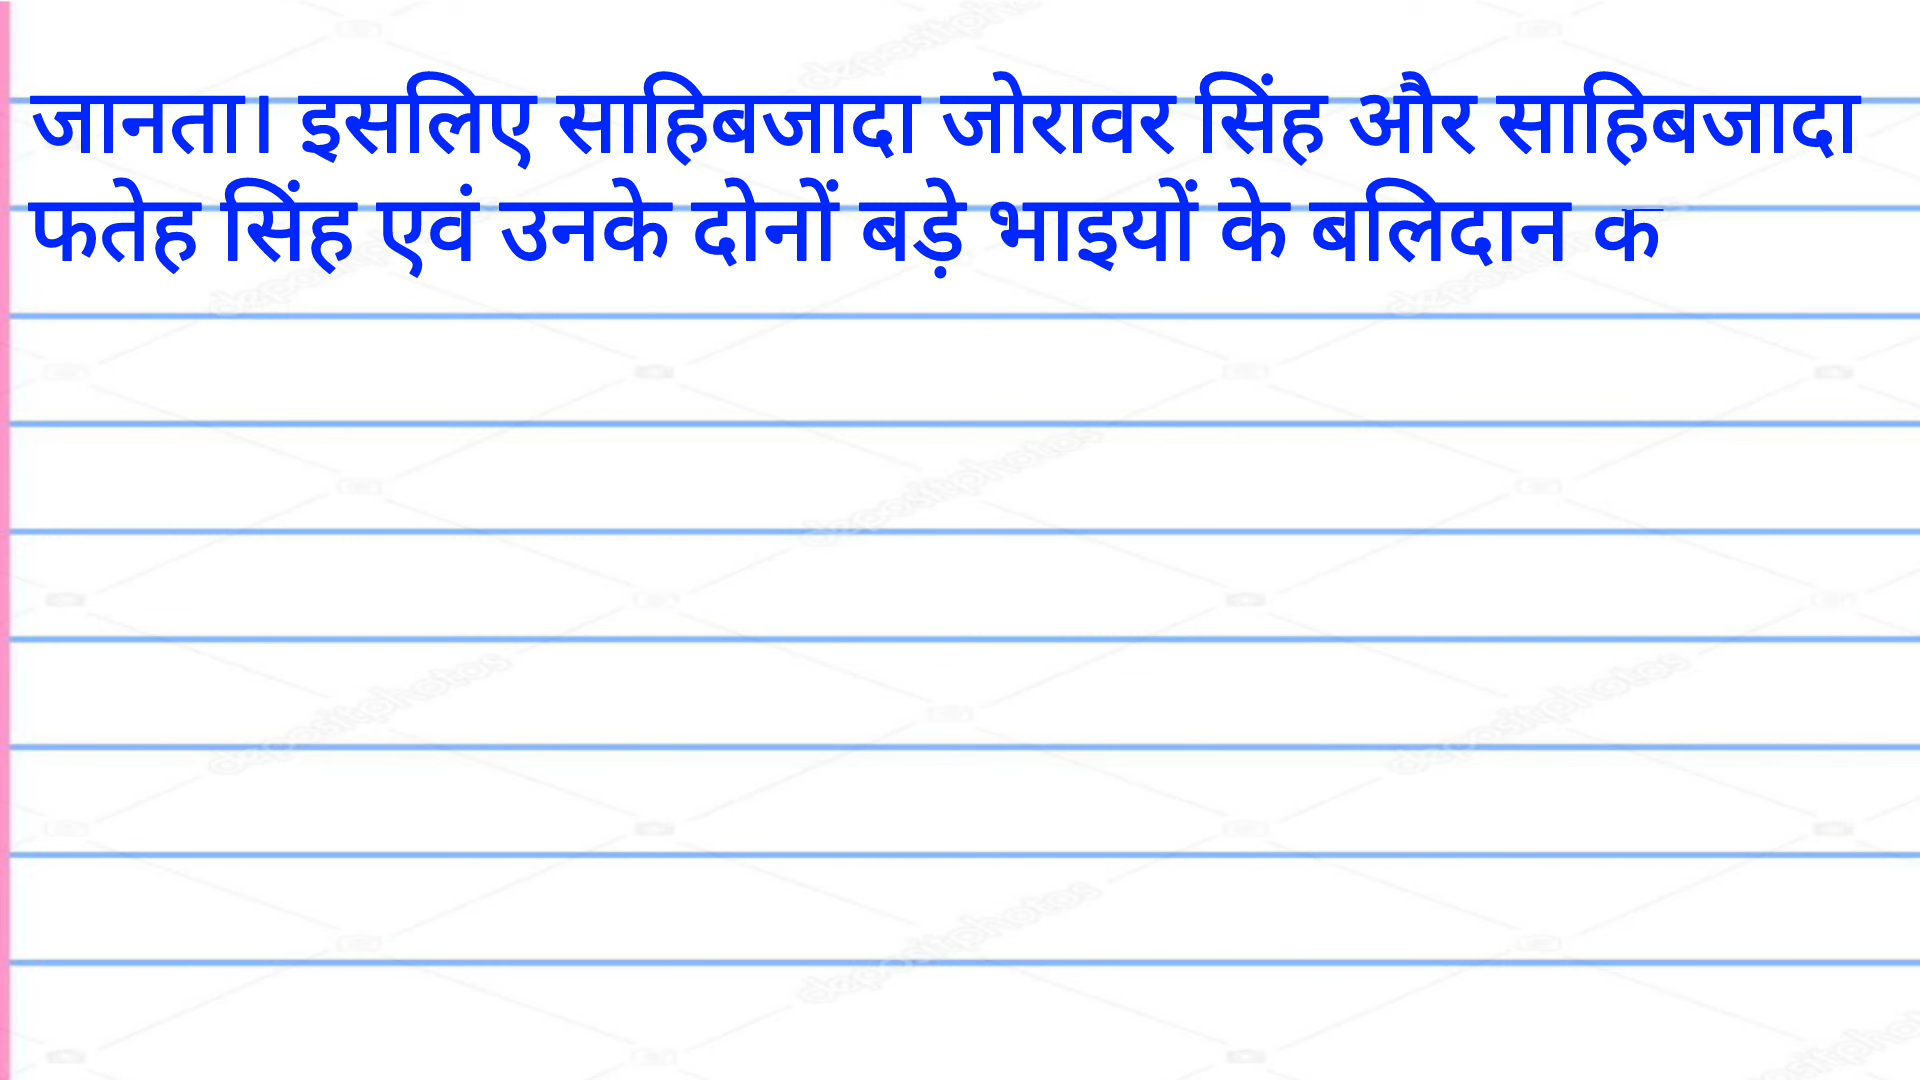 जानता। इसलिए साहिबजादा जोरावर सिंह और साहिबजादा
फतेह सिंह एवं उनके दोनों बड़े भाइयों के बलिदान क